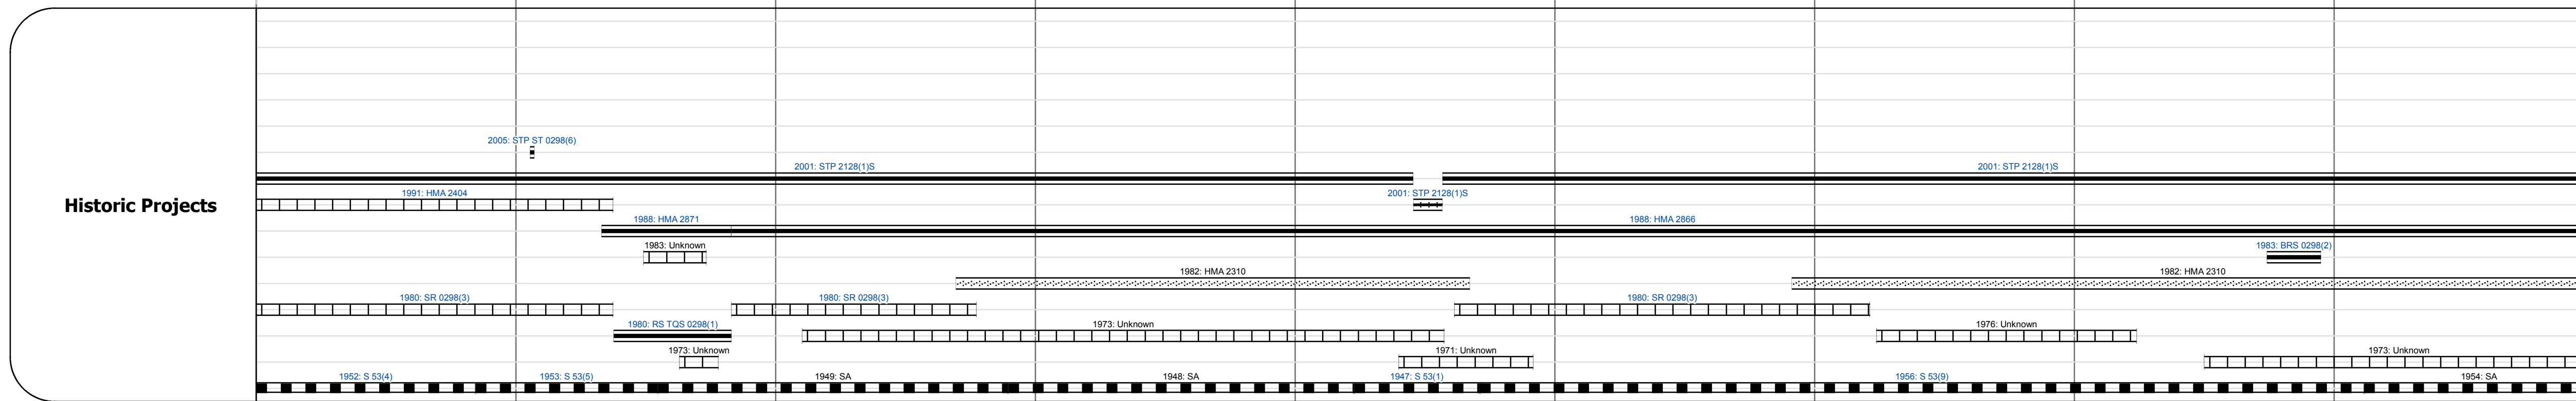 2005: STP ST 0298(6)
2001: STP 2128(1)S
2001: STP 2128(1)S
1991: HMA 2404
2001: STP 2128(1)S
Historic Projects
1988: HMA 2871
1988: HMA 2866
1983: Unknown
1983: BRS 0298(2)
1982: HMA 2310
1982: HMA 2310
1980: SR 0298(3)
1980: SR 0298(3)
1980: SR 0298(3)
1980: RS TQS 0298(1)
1973: Unknown
1976: Unknown
1973: Unknown
1971: Unknown
1973: Unknown
1952: S 53(4)
1953: S 53(5)
1949: SA
1948: SA
1947: S 53(1)
1956: S 53(9)
1954: SA